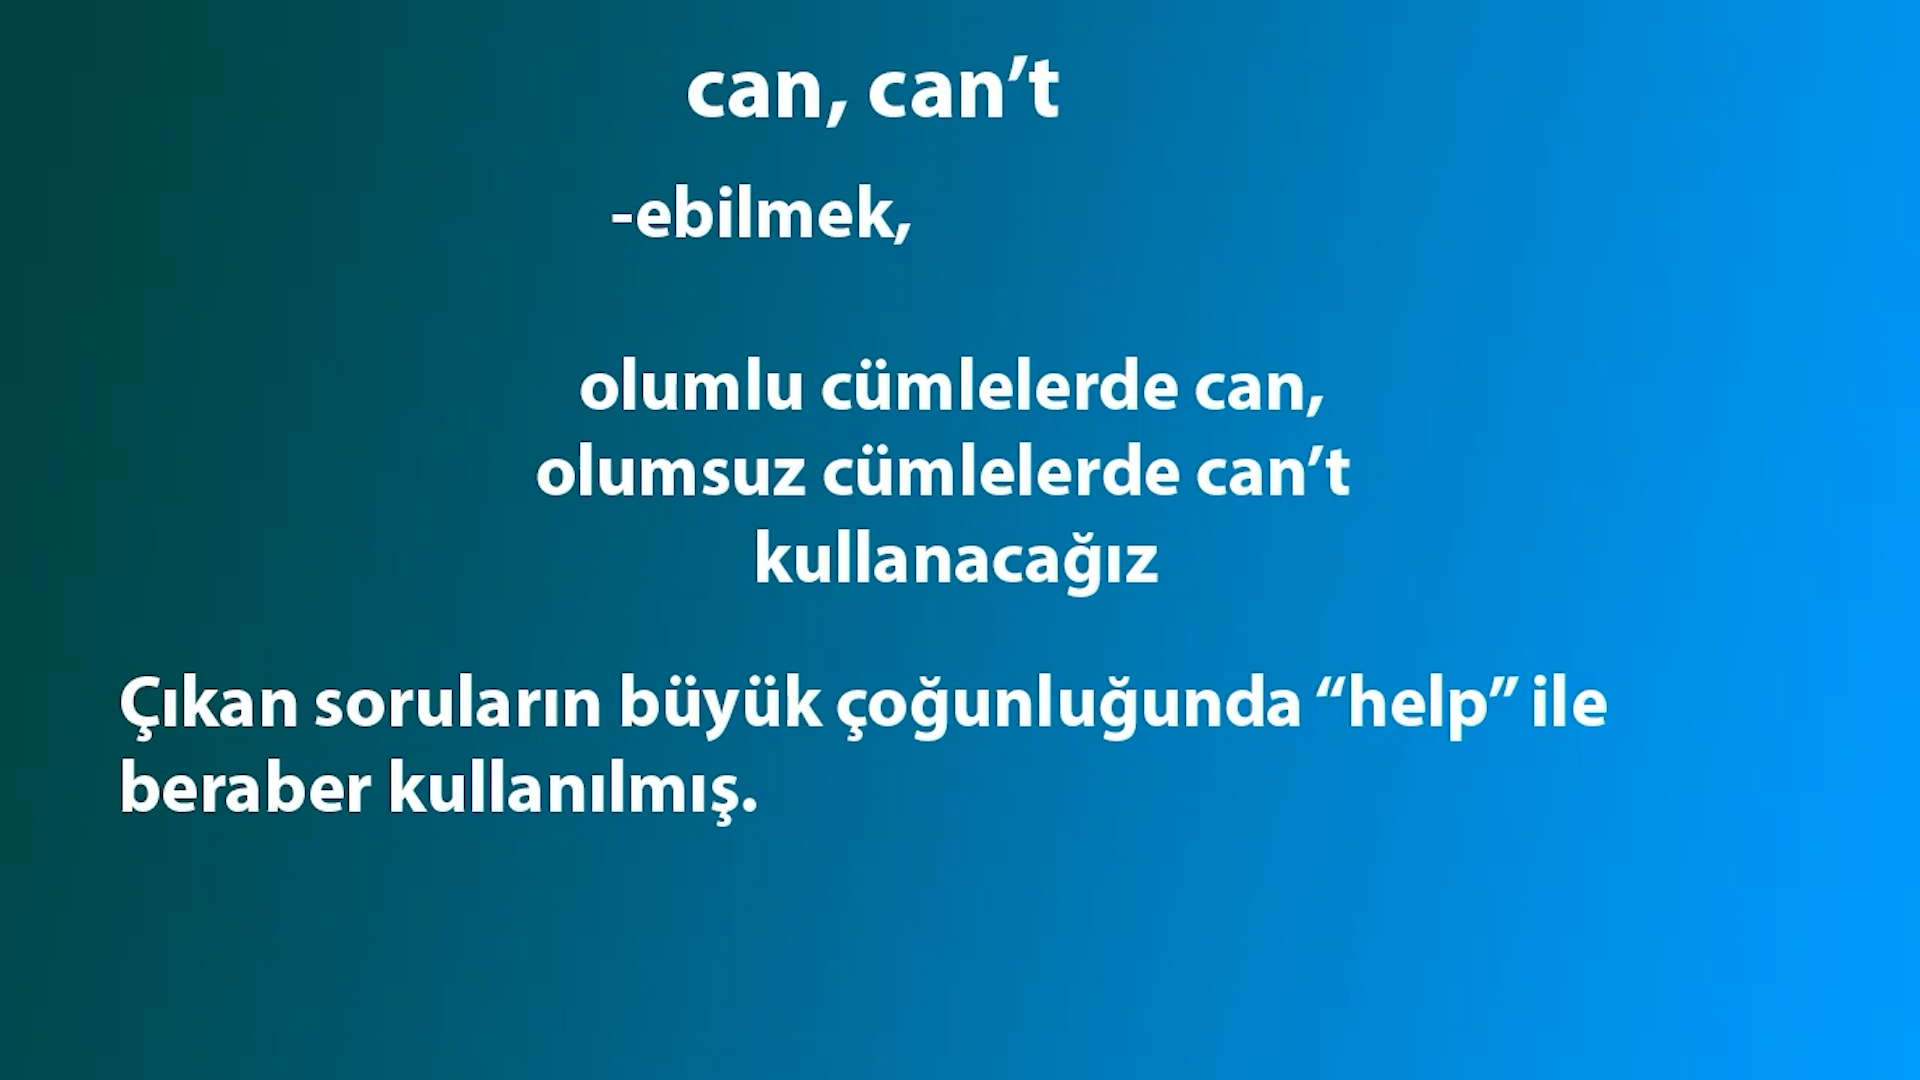 can, can’t
-ebilmek,
olumlu cümlelerde can,
olumsuz cümlelerde can’t
kullanacağız
Çıkan soruların büyük çoğunluğunda “help” ile
beraber kullanılmış.